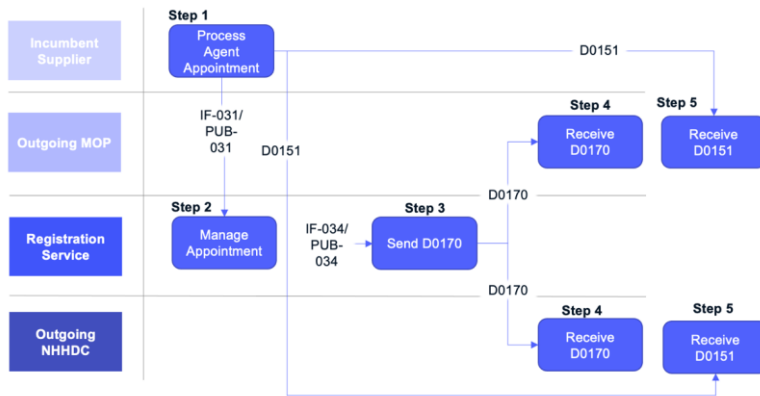 Step 1
Incumbent
Supplier
Process
Agent
Appointment
D0151
Step 4
Step 5
Outgoing MOP
IF-031/
PUB-
031
D0151
Receive
D0170
Receive
D0151
D0170
Step 2
Step 3
Registration
Service
Manage
Appointment
IF-034/
PUB-
034
Send D0170
D0170
Step 4
Step 5
Outgoing
NHHDC
Receive
D0170
Receive
D0151